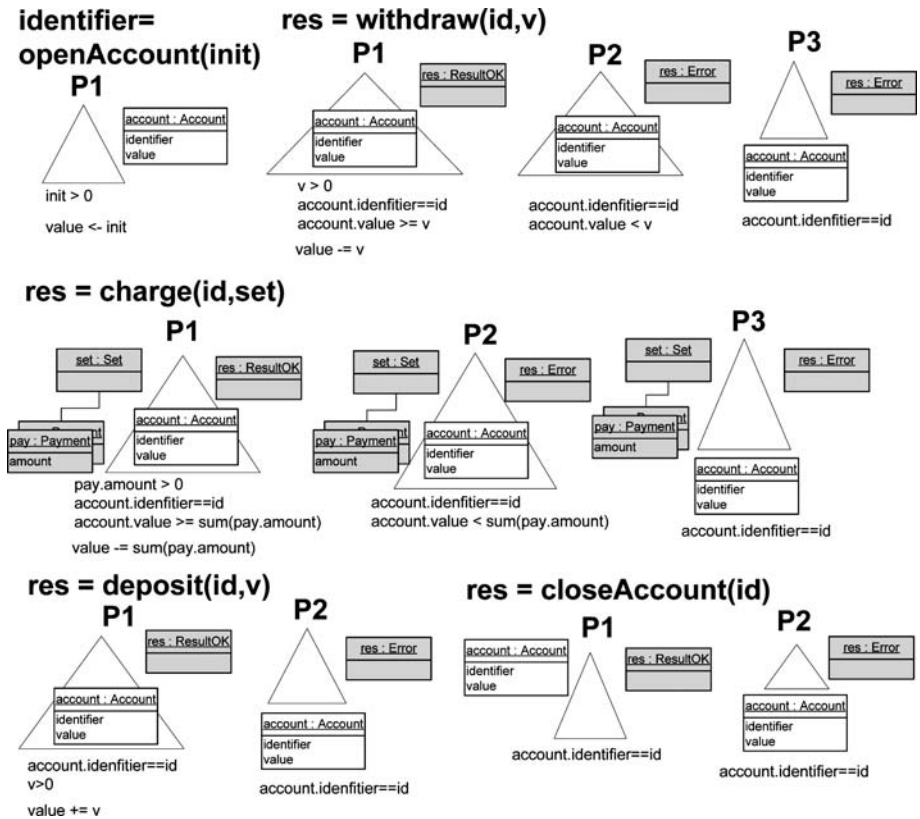 identifier=
openAccount(init)
P1
account : Account
identifier
value
init > 0
value <- init
res = withdraw(id,v)
P1
res : ResultOK
account : Account
identifier
value
v > 0
account.idenfitier==id
account.value >= v
value -= v
P2
res : Error
account : Account
identifier
value
account.idenfitier==id
account.value < v
P3
res : Error
account : Account
identifier
value
account.idenfitier==id
res = charge(id,set)
P1
set : Set
res : ResultOK
pay : Payment
amount
account : Account
identifier
value
pay.amount > 0
account.idenfitier==id
account.value >= sum(pay.amount)
value -= sum(pay.amount)
P2
set : Set
res : Error
pay : Payment
amount
account : Account
identifier
value
account.idenfitier==id
account.value < sum(pay.amount)
P3
set : Set
res : Error
pay : Payment
amount
account : Account
identifier
value
account.idenfitier==id
res = deposit(id,v)
P1
res : ResultOK
account : Account
identifier
value
account.idenfitier==id
v>0
value += v
P2
res : Error
account : Account
identifier
value
account.idenfitier==id
res = closeAccount(id)
P1
account : Account
identifier
value
res : ResultOK
account.identifier==id
P2
res : Error
account : Account
identifier
value
account.idenfitier==id